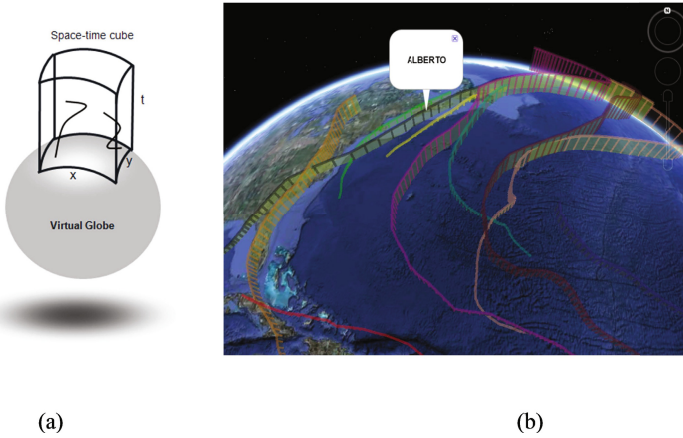 Space-time cube
t
y
x
Virtual Globe
ALBERTO
N
(a)
(b)